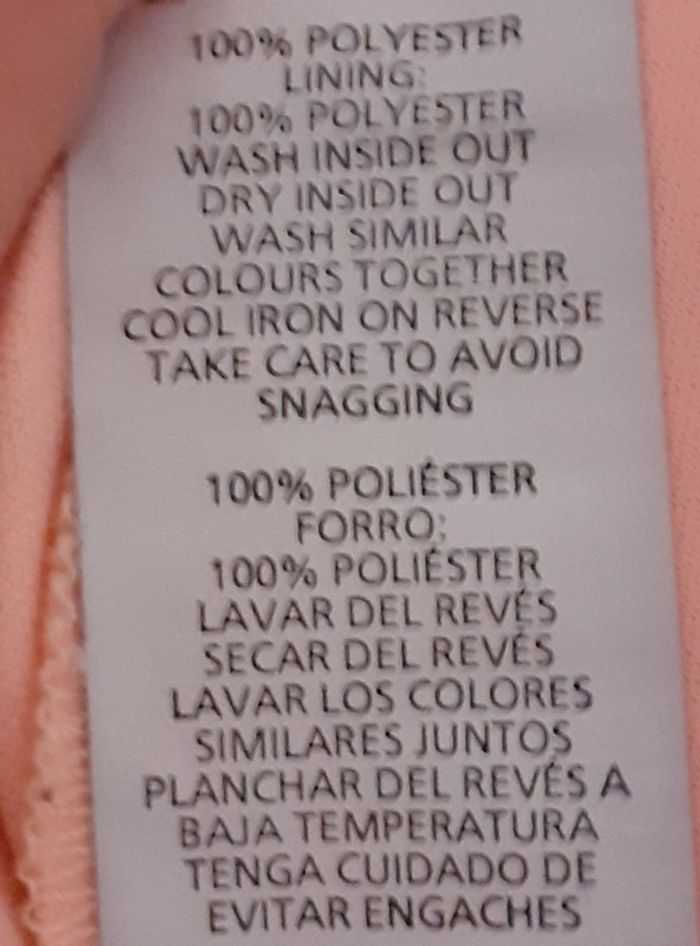 100% POLYESTER
LINING:
100% POLYESTER
WASH INSIDE OUT
DRY INSIDE OUT
WASH SIMILAR
COLOURS TOGETHER
COOL IRON ON REVERSE
TAKE CARE TO AVOID
SNAGGING
100% POLIÉSTER
FORRO:
100% POLIÉSTER
LAVAR DEL REVÉS
SECAR DEL REVÉS
LAVAR LOS COLORES
SIMILARES JUNTOS
PLANCHAR DEL REVÉS A
BAJA TEMPERATURA
TENGA CUIDADO DE
EVITAR ENGACHES